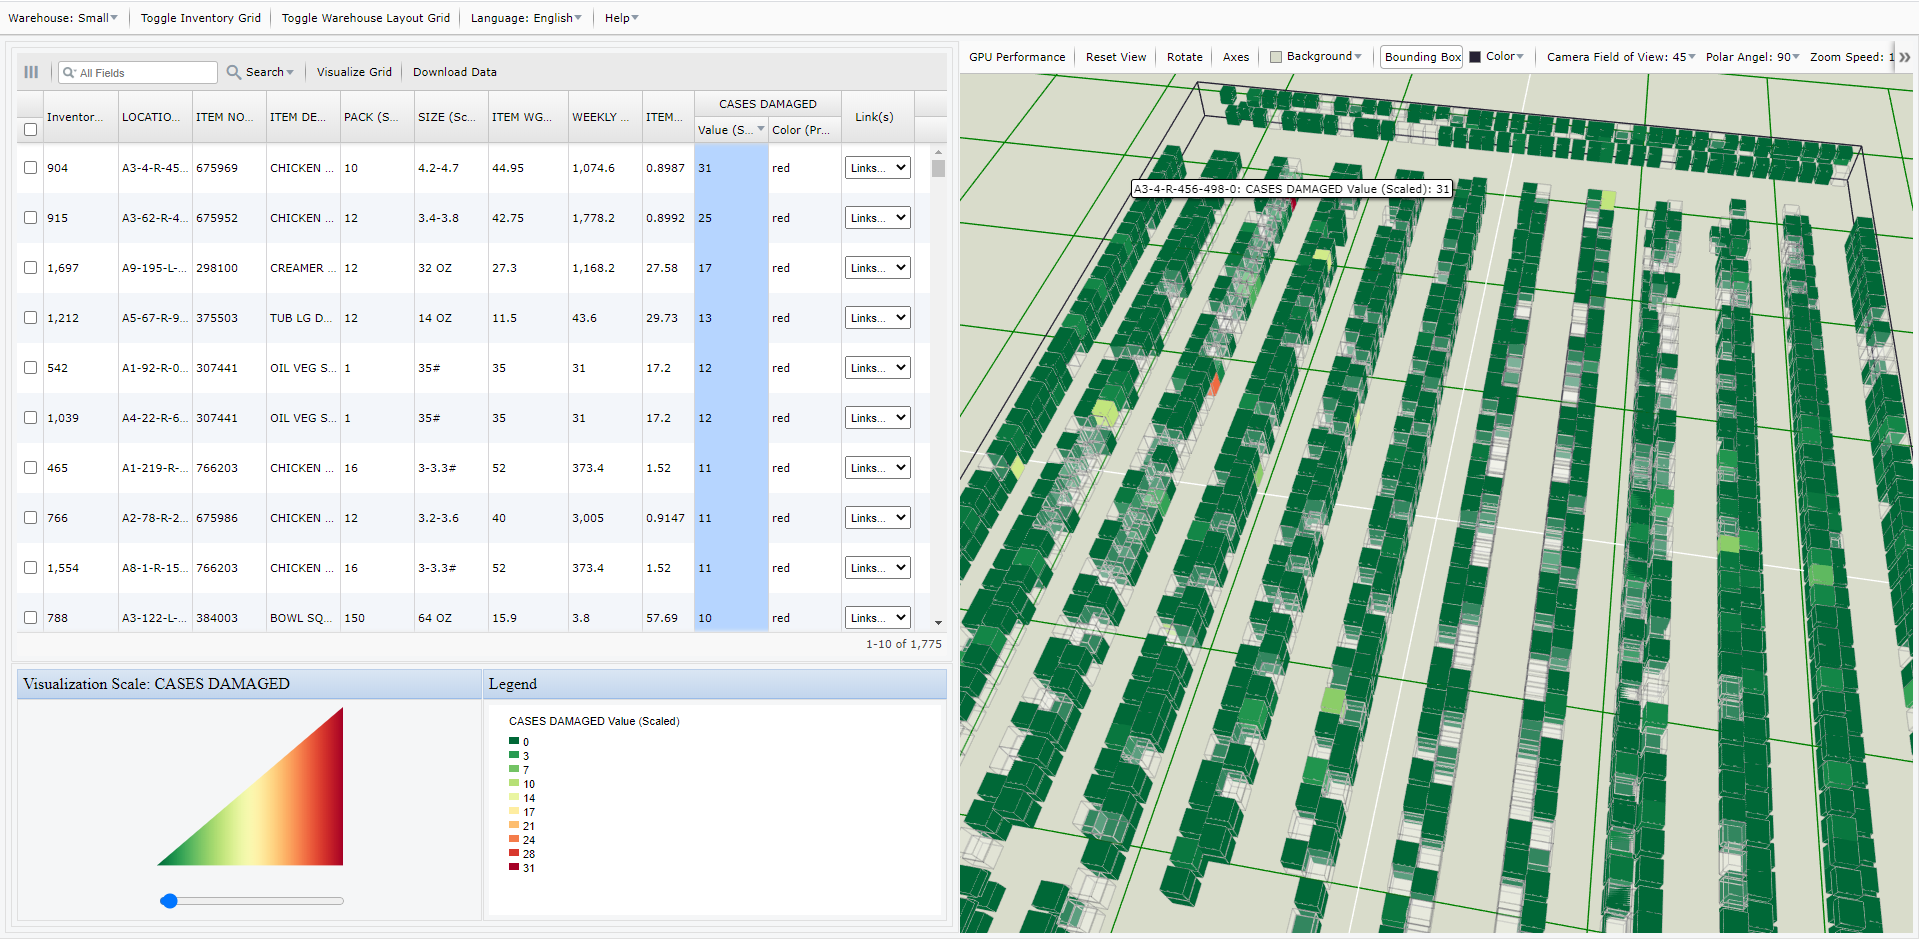 Warehouse: Small Toggle Inventory Grid Toggle Warehouse Layout Grid Language: English Help
All Fields Search Visualize Grid Download Data
CASES DAMAGED
Inventor... LOCATIO... ITEM NO... ITEM DE... PACK (S... SIZE (Sc... ITEM WG... WEEKLY ... ITEM... Value (S... Color (Pr... Link(s)
904 A3-4-R-45... 675969 CHICKEN ... 10 4.2-4.7 44.95 1,074.6 0.8987 31 red Links...
915 A3-62-R-4... 675952 CHICKEN ... 12 3.4-3.8 42.75 1,778.2 0.8992 25 red Links...
1,697 A9-195-L-... 298100 CREAMER ... 12 32 OZ 27.3 1,168.2 27.58 17 red Links...
1,212 A5-67-R-9... 375503 TUB LG D... 12 14 OZ 11.5 43.6 29.73 13 red Links...
542 A1-92-R-0... 307441 OIL VEG S... 1 35# 35 31 17.2 12 red Links...
1,039 A4-22-R-6... 307441 OIL VEG S... 1 35# 35 31 17.2 12 red Links...
465 A1-219-R-... 766203 CHICKEN ... 16 3-3.3# 52 373.4 1.52 11 red Links...
766 A2-78-R-2... 675986 CHICKEN ... 12 3.2-3.6 40 3,005 0.9147 11 red Links...
1,554 A8-1-R-15... 766203 CHICKEN ... 16 3-3.3# 52 373.4 1.52 11 red Links...
788 A3-122-L-... 384003 BOWL SQ... 150 64 OZ 15.9 3.8 57.69 10 red Links...
1-10 of 1,775
Visualization Scale: CASES DAMAGED
Legend
CASES DAMAGED Value (Scaled)
0
3
7
10
14
17
21
24
28
31
GPU Performance Reset View Rotate Axes Background Bounding Box Color Camera Field of View: 45 Polar Angel: 90 Zoom Speed: 1
A3-4-R-456-498-0: CASES DAMAGED Value (Scaled): 31